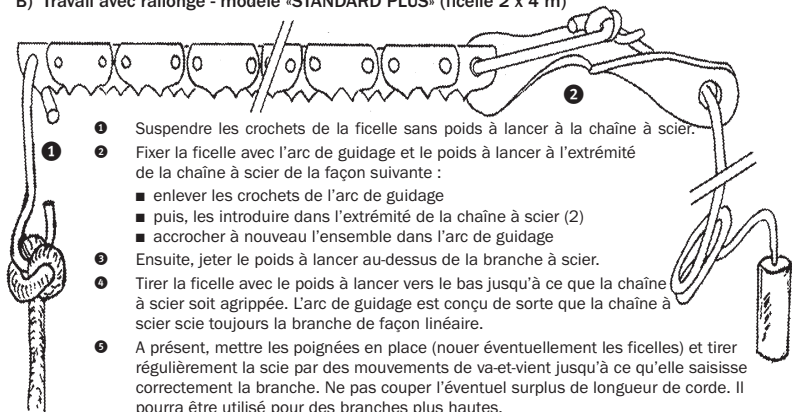 B) Travail avec rallonge - modèle «STANDARD PLUS» (ficelle 2 x 4 m)
❷
❶
❶ Suspendre les crochets de la ficelle sans poids à lancer à la chaîne à scier.
❷ Fixer la ficelle avec l'arc de guidage et le poids à lancer à l'extrémité
de la chaîne à scier de la façon suivante :
■ enlever les crochets de l'arc de guidage
■ puis, les introduire dans l'extrémité de la chaîne à scier (2)
■ accrocher à nouveau l'ensemble dans l'arc de guidage
❸ Ensuite, jeter le poids à lancer au-dessus de la branche à scier.
❹ Tirer la ficelle avec le poids à lancer vers le bas jusqu'à ce que la chaîne
à scier soit agrippée. L'arc de guidage est conçu de sorte que la chaîne à
scier scie toujours la branche de façon linéaire.
❺ A présent, mettre les poignées en place (nouer éventuellement les ficelles) et tirer
régulièrement la scie par des mouvements de va-et-vient jusqu'à ce qu'elle saisisse
correctement la branche. Ne pas couper l'éventuel surplus de longueur de corde. Il
pourra être utilisé pour des branches plus hautes.